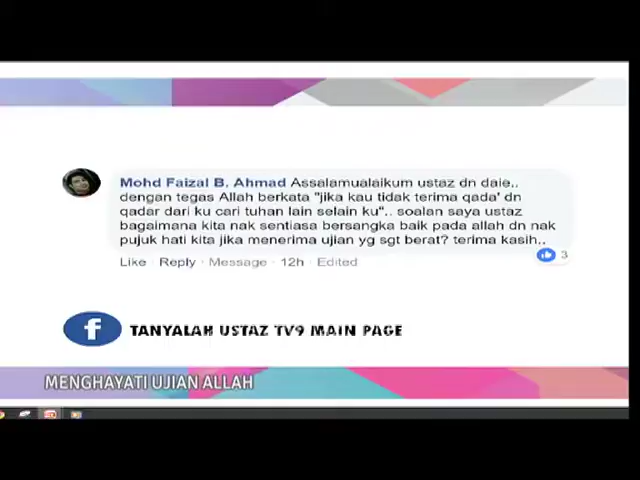 Mohd Faizal B. Ahmad Assalamualaikum ustaz dn daie..
dengan tegas Allah berkata "jika kau tidak terima qada' dn
qadar dari ku cari tuhan lain selain ku".. soalan saya ustaz
bagaimana kita nak sentiasa bersangka baik pada allah dn nak
pujuk hati kita jika menerima ujian yg sgt berat? terima kasih..
Like · Reply · Message · 12h · Edited
3
f TANYALAH USTAZ TV9 MAIN PAGE
MENGHAYATI UJIAN ALLAH